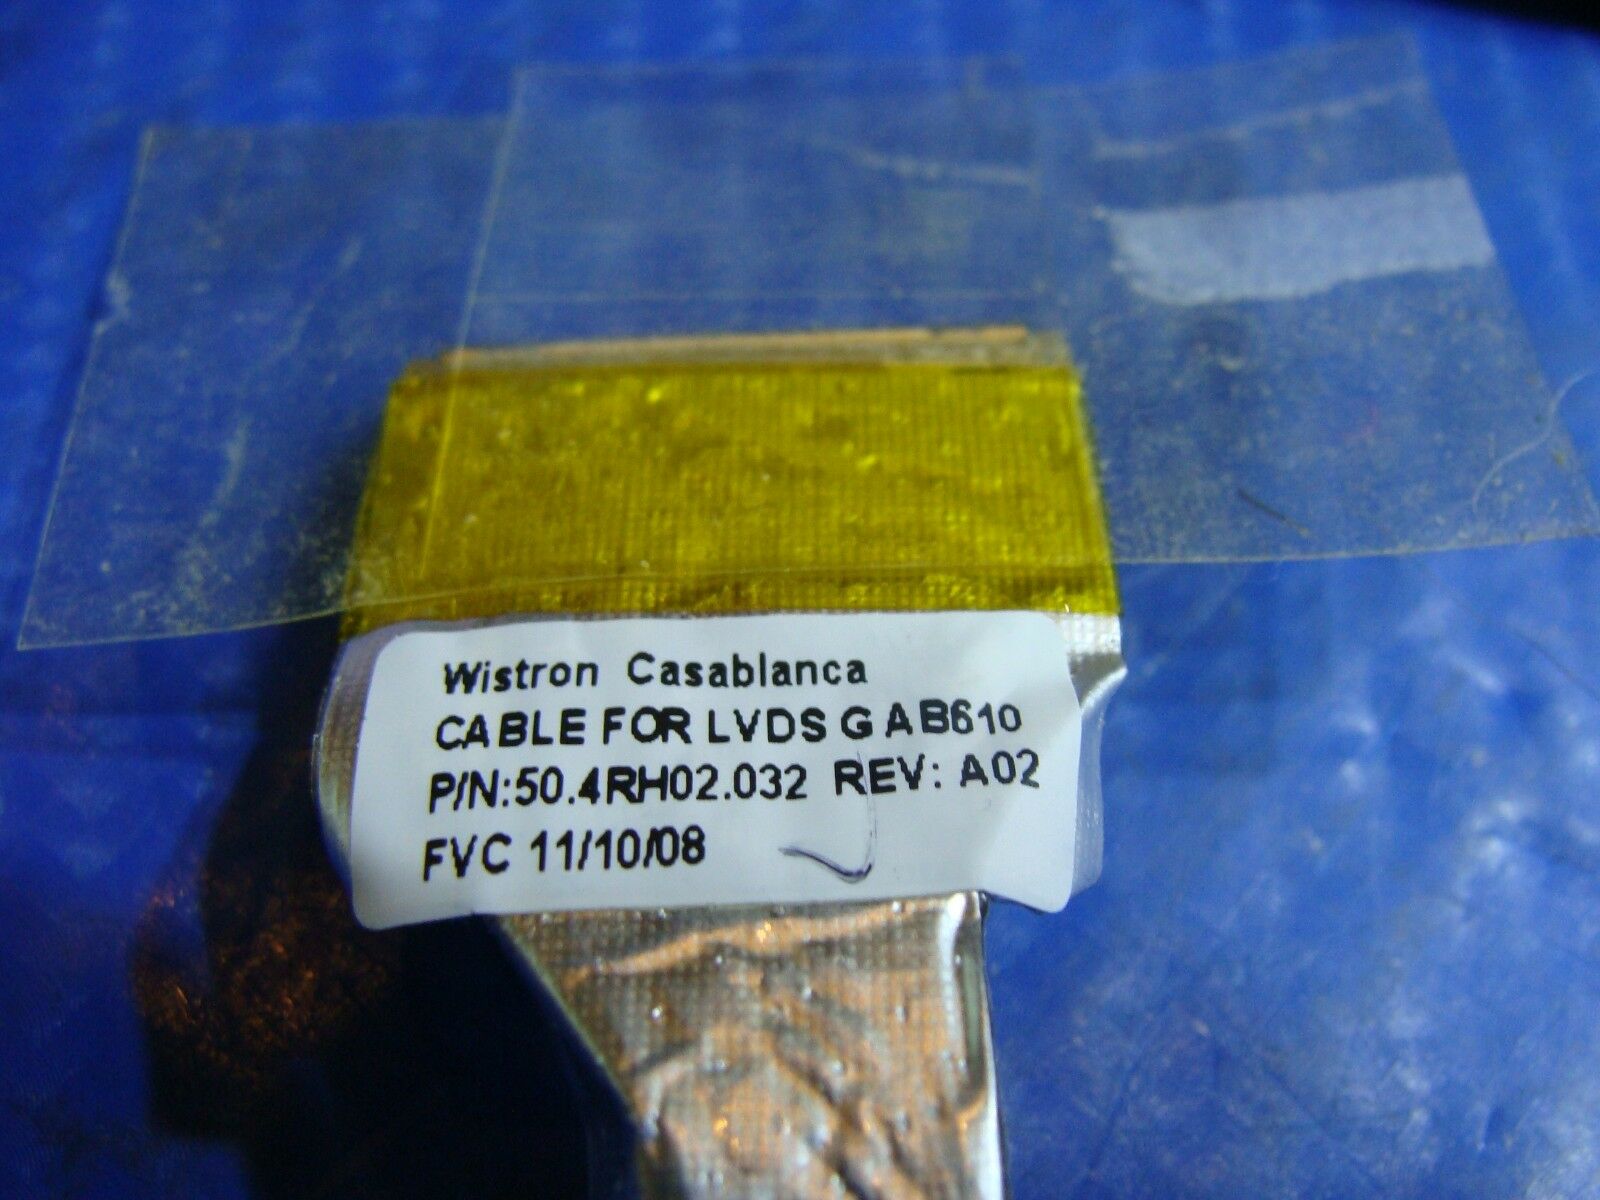 Wistron Casablanca
CABLE FOR LVDS G AB610
P/N:50.4RH02.032 REV: A02
FVC 11/10/08